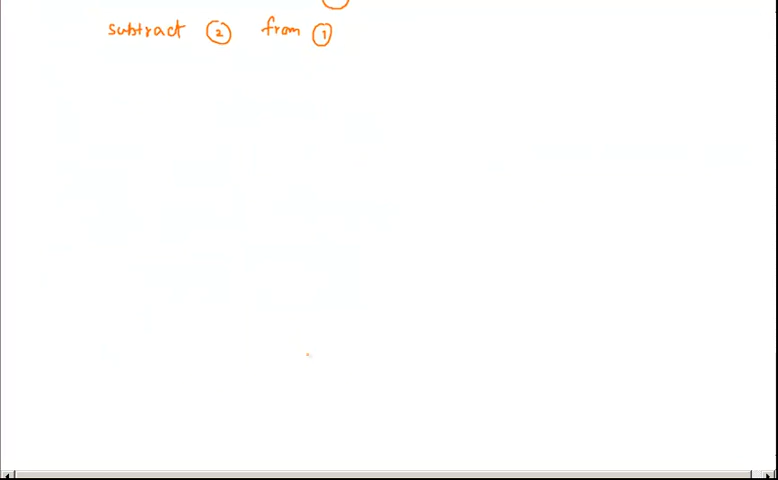 subtract ② from ①